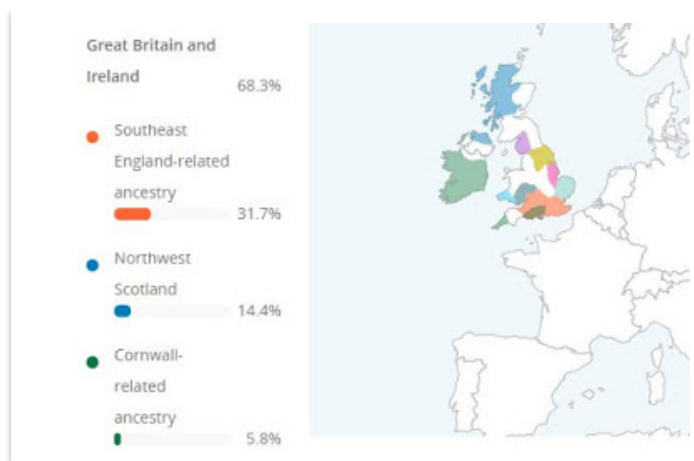 Great Britain and
Ireland
68.3%
Southeast
England-related
ancestry
31.7%
Northwest
Scotland
14.4%
Cornwall-
related
ancestry
5.8%